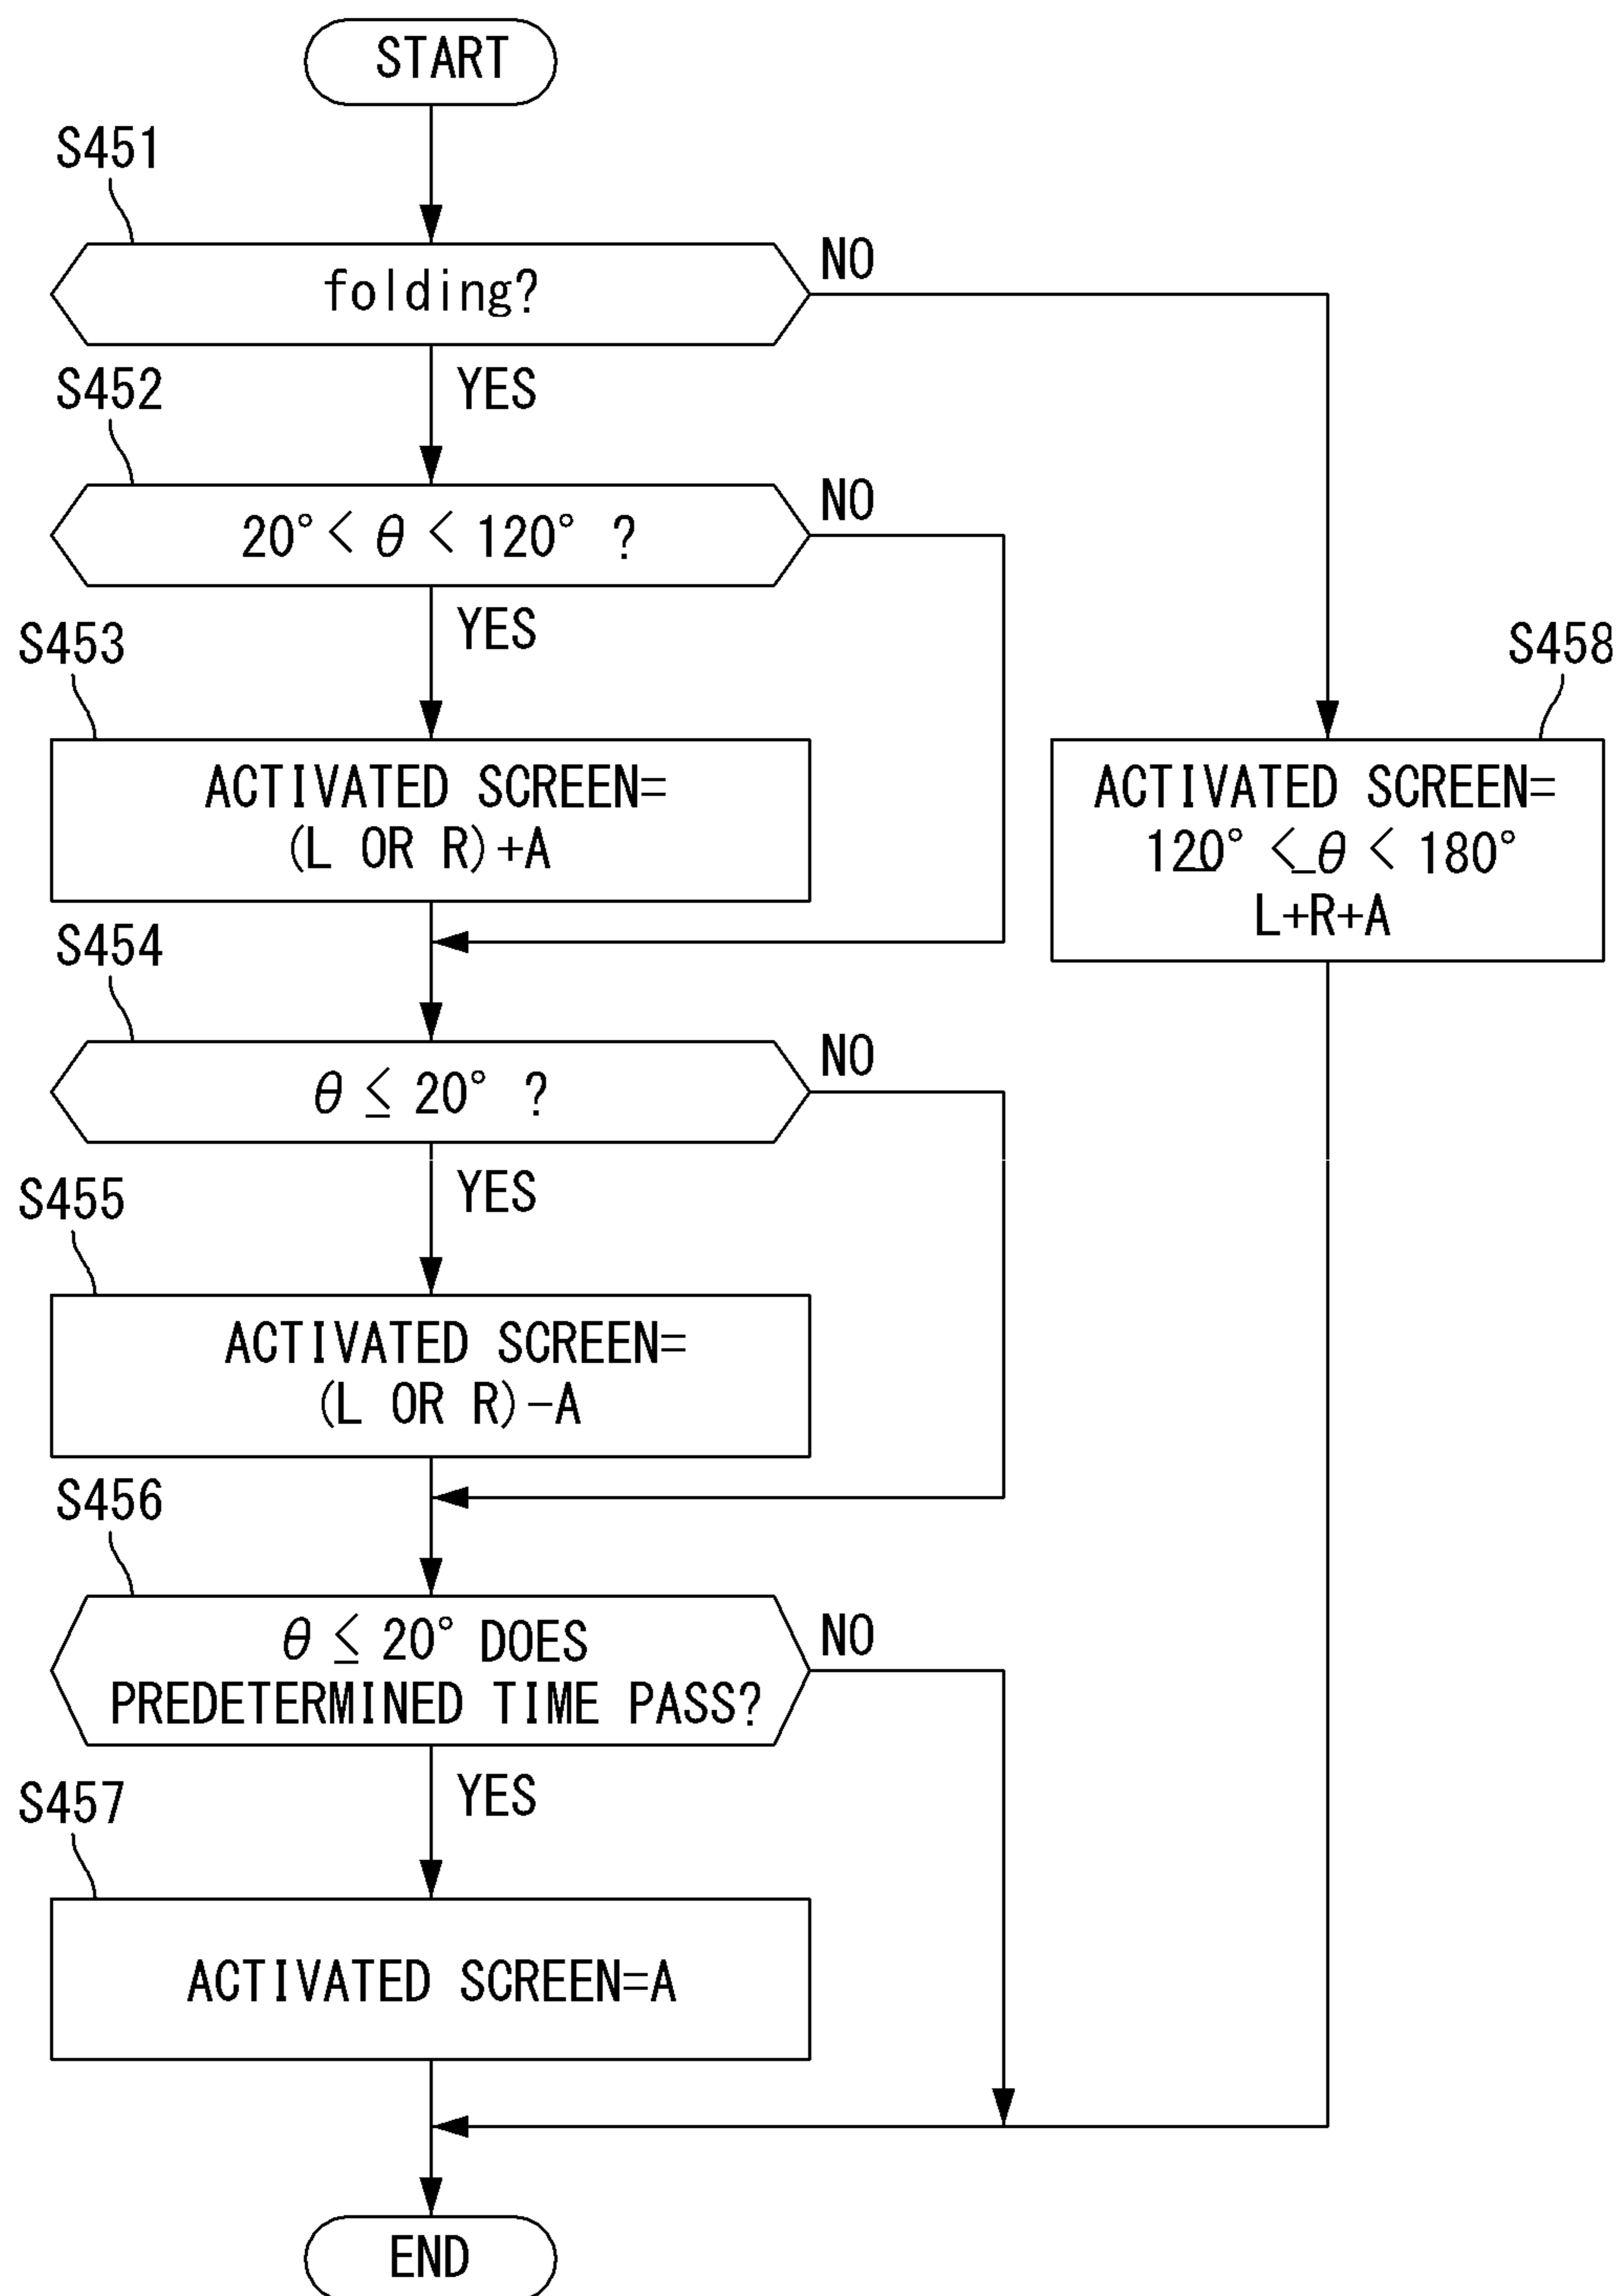 START
S451
folding?
NO
YES
S452
20°< θ < 120° ?
NO
YES
S453
ACTIVATED SCREEN=
(L OR R)+A
S458
ACTIVATED SCREEN=
120° ≤ θ < 180°
L+R+A
S454
θ ≤ 20° ?
NO
YES
S455
ACTIVATED SCREEN=
(L OR R)-A
S456
θ ≤ 20° DOES
PREDETERMINED TIME PASS?
NO
YES
S457
ACTIVATED SCREEN=A
END